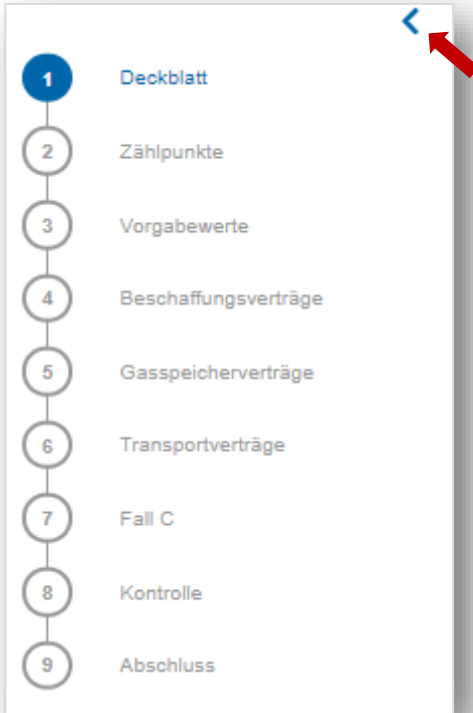 1 Deckblatt
2 Zählpunkte
3 Vorgabewerte
4 Beschaffungsverträge
5 Gasspeicherverträge
6 Transportverträge
7 Fall C
8 Kontrolle
9 Abschluss